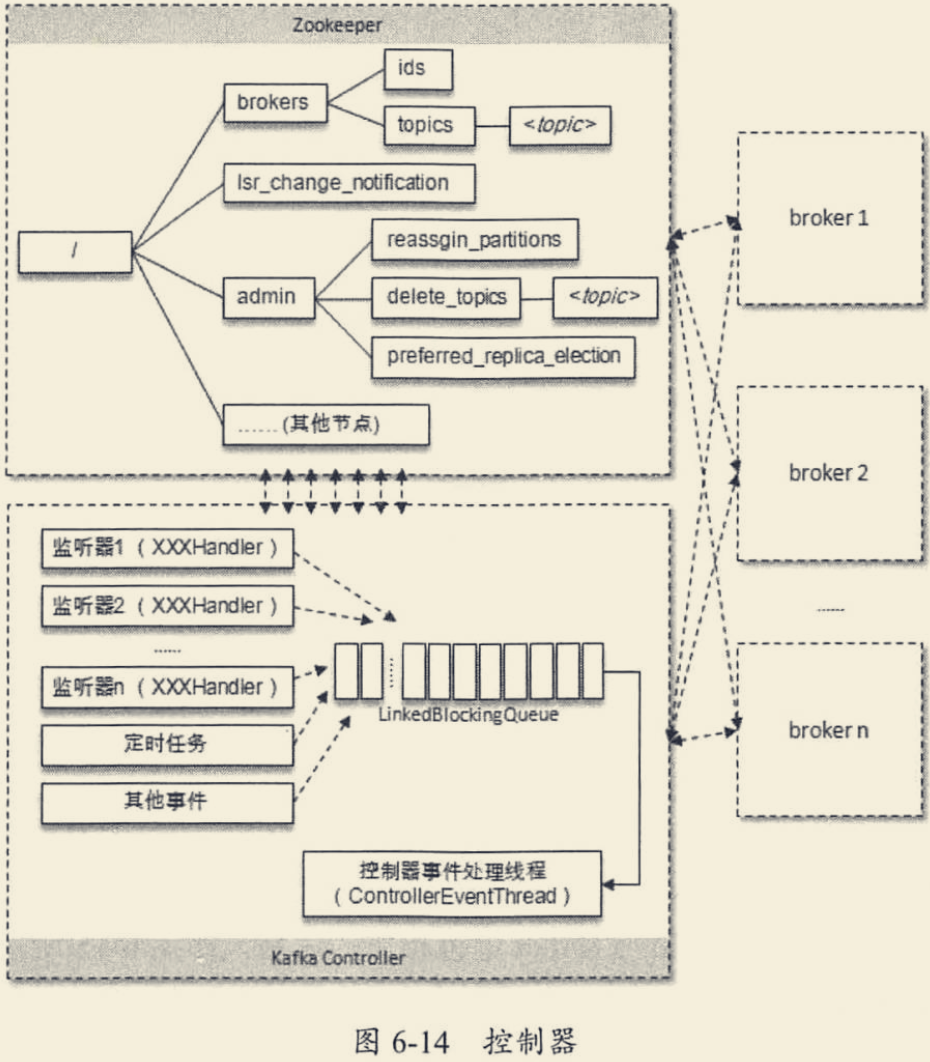 Zookeeper
ids
brokers
topics
<topic>
Isr_change_notification
/
reassgin_partitions
admin
delete_topics
<topic>
preferred_replica_election
...... (其他节点)
broker 1
broker 2
......
broker n
监听器1 ( XXXHandler )
监听器2 ( XXXHandler )
......
监听器n ( XXXHandler )
定时任务
其他事件
LinkedBlockingQueue
控制器事件处理线程
( ControllerEventThread )
Kafka Controller
图 6-14 控制器